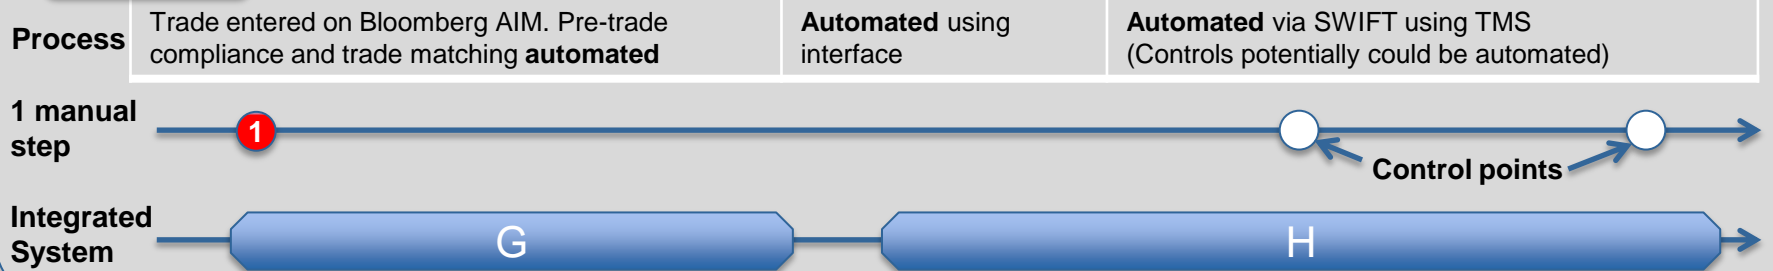 Process
Trade entered on Bloomberg AIM. Pre-trade
compliance and trade matching automated
Automated using
interface
Automated via SWIFT using TMS
(Controls potentially could be automated)
1 manual
step
1
Control points
Integrated
System
G
H